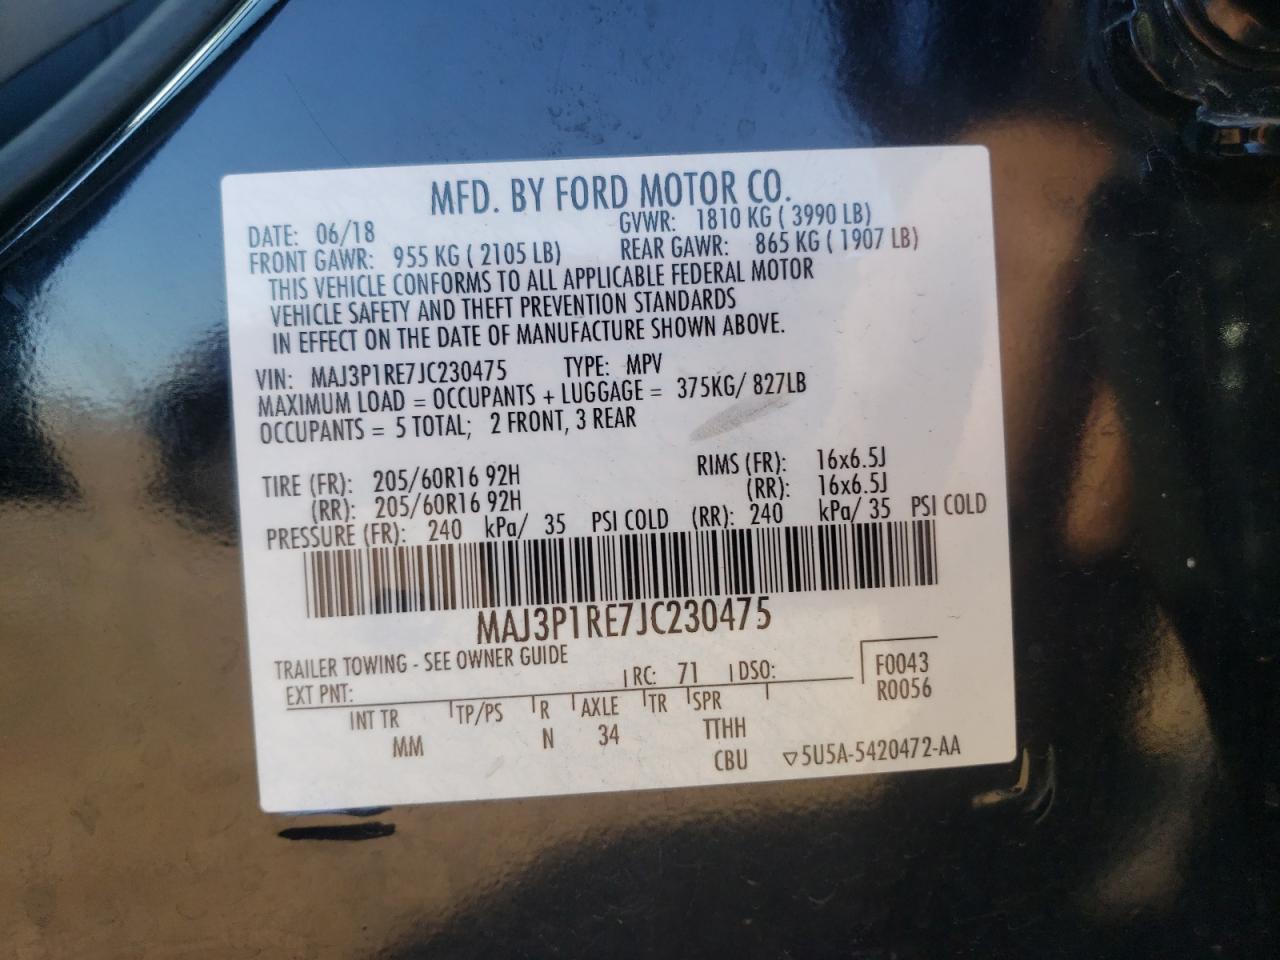 MFD. BY FORD MOTOR CO.
DATE: 06/18 GVWR: 1810 KG ( 3990 LB)
FRONT GAWR: 955 KG ( 2105 LB) REAR GAWR: 865 KG ( 1907 LB)
THIS VEHICLE CONFORMS TO ALL APPLICABLE FEDERAL MOTOR
VEHICLE SAFETY AND THEFT PREVENTION STANDARDS
IN EFFECT ON THE DATE OF MANUFACTURE SHOWN ABOVE.
VIN: MAJ3P1RE7JC230475 TYPE: MPV
MAXIMUM LOAD = OCCUPANTS + LUGGAGE = 375KG/ 827LB
OCCUPANTS = 5 TOTAL; 2 FRONT, 3 REAR
TIRE (FR): 205/60R16 92H RIMS (FR): 16x6.5J
(RR): 205/60R16 92H (RR): 16x6.5J
PRESSURE (FR): 240 kPa/ 35 PSI COLD (RR): 240 kPa/ 35 PSI COLD
MAJ3P1RE7JC230475
TRAILER TOWING - SEE OWNER GUIDE
EXT PNT: RC: 71 DSO: F0043
R0056
INT TR TP/PS R AXLE TR SPR
MM N 34 TTHH
CBU ▽5U5A-5420472-AA